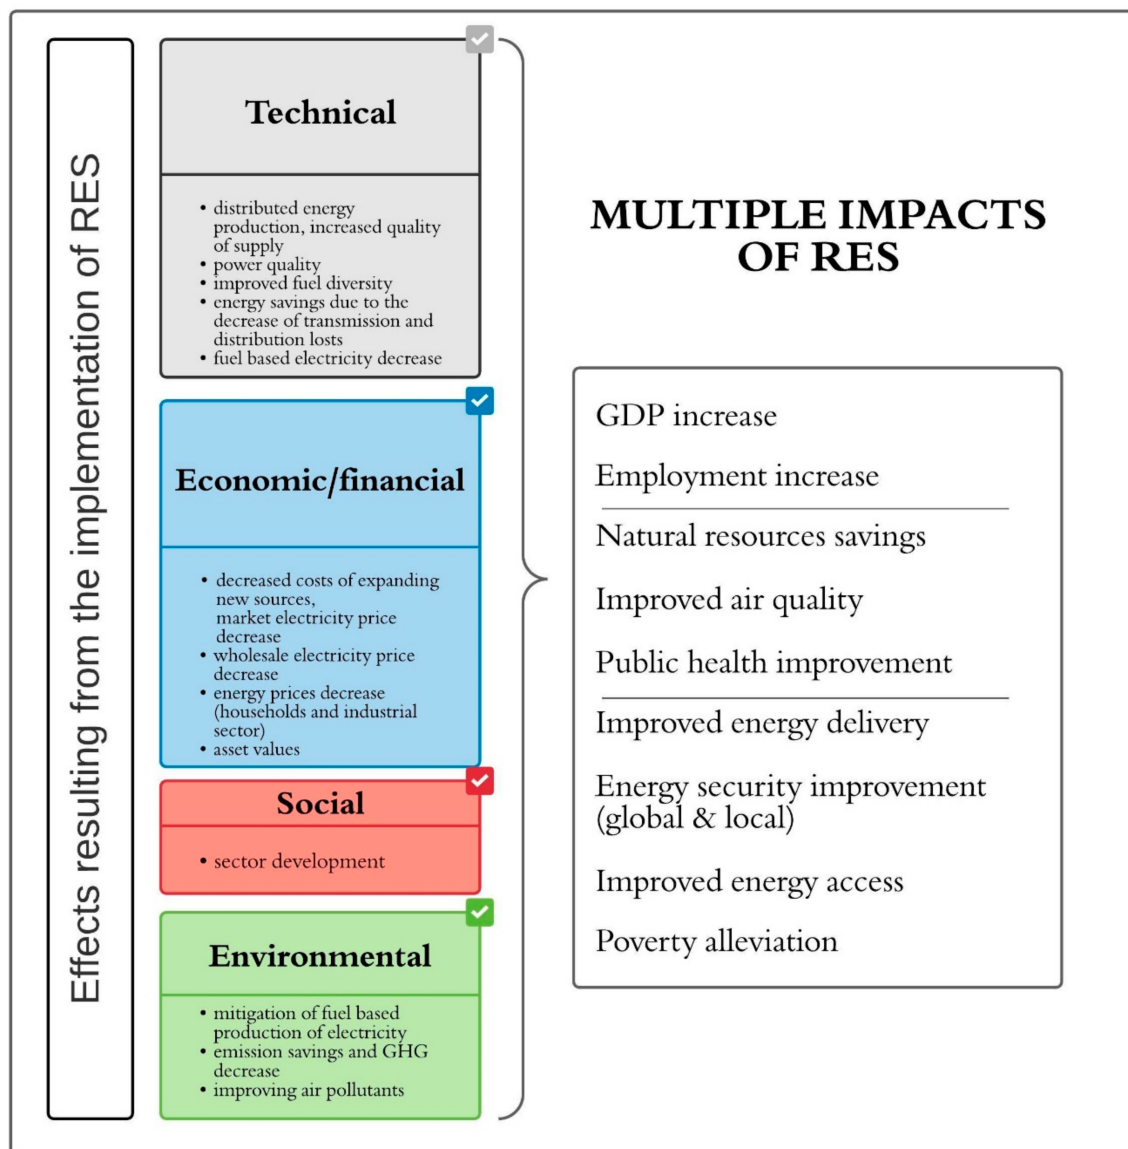 Effects resulting from the implementation of RES
Technical
• distributed energy
production, increased quality
of supply
• power quality
• improved fuel diversity
• energy savings due to the
decrease of transmission and
distribution losts
• fuel based electricity decrease
Economic/financial
• decreased costs of expanding
new sources,
market electricity price
decrease
• wholesale electricity price
decrease
• energy prices decrease
(households and industrial
sector)
• asset values
Social
• sector development
Environmental
• mitigation of fuel based
production of electricity
• emission savings and GHG
decrease
• improving air pollutants
MULTIPLE IMPACTS
OF RES
GDP increase
Employment increase
Natural resources savings
Improved air quality
Public health improvement
Improved energy delivery
Energy security improvement
(global & local)
Improved energy access
Poverty alleviation